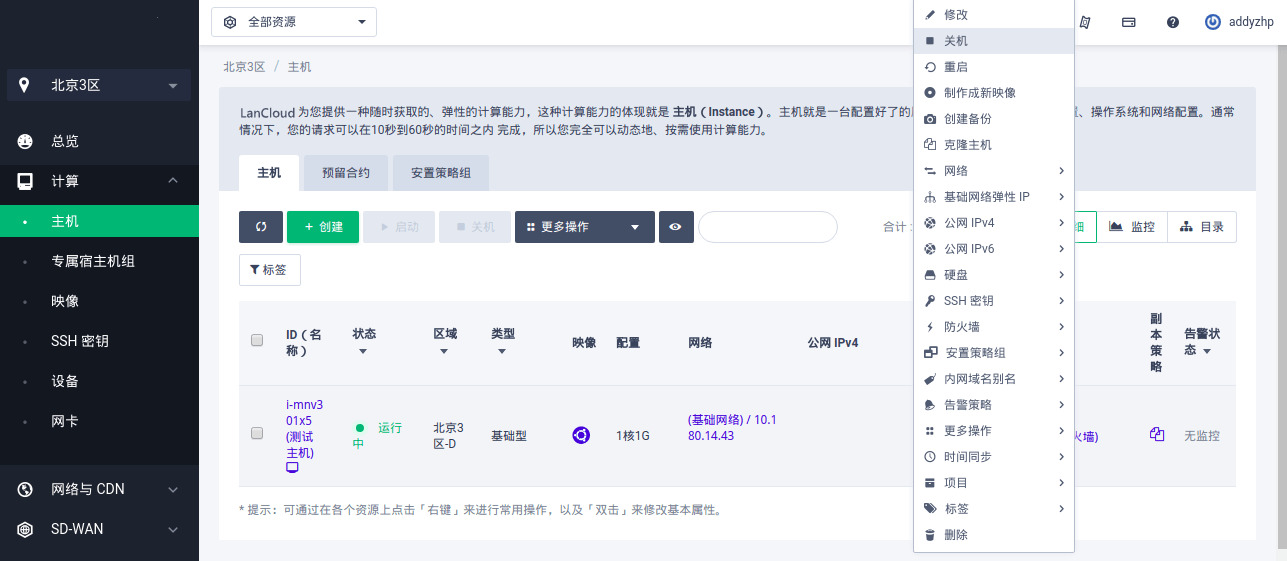 全部资源
addyzhp
北京3区
总览
计算
主机
专属宿主机组
映像
SSH 密钥
设备
网卡
网络与 CDN
SD-WAN
北京3区 / 主机
LanCloud 为您提供一种随时获取的、弹性的计算能力，这种计算能力的体现就是 主机（Instance）。主机就是一台配置好了的 、操作系统和网络配置。通常
情况下，您的请求可以在10秒到60秒的时间之内 完成，所以您完全可以动态地、按需使用计算能力。
主机 预留合约 安置策略组
+ 创建 启动 关机 更多操作 合计： 细 监控 目录
标签
ID（名
称）
状态
区域
类型
映像
配置
网络
公网 IPv4
副
本
策
略
告警状
态
i-mnv3
01x5
(测试
主机)
运行
中
北京3
区-D
基础型
1核1G
(基础网络) / 10.1
80.14.43
火墙)
无监控
* 提示：可通过在各个资源上点击「右键」来进行常用操作，以及「双击」来修改基本属性。
修改
关机
重启
制作成新映像
创建备份
克隆主机
网络
基础网络弹性 IP
公网 IPv4
公网 IPv6
硬盘
SSH 密钥
防火墙
安置策略组
内网域名别名
告警策略
更多操作
时间同步
项目
标签
删除